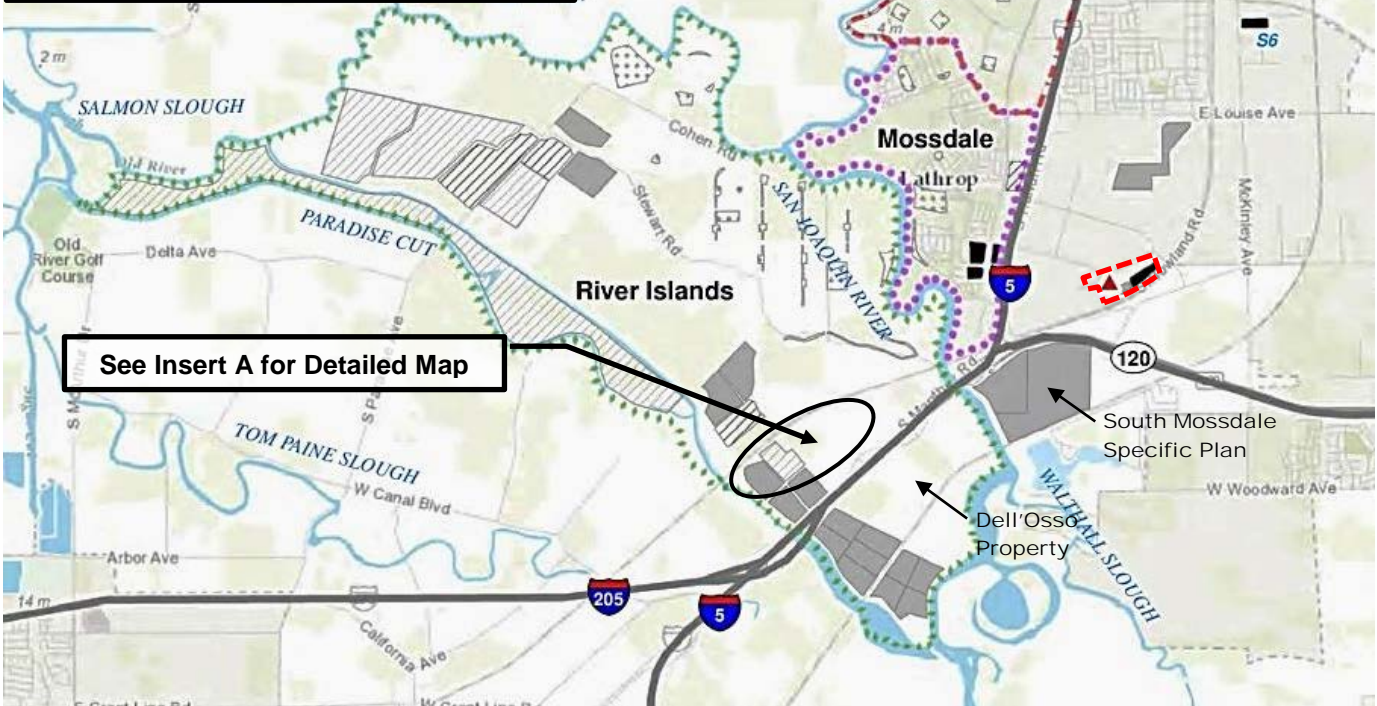 4 m
S6
2 m
SALMON SLOUGH
E Louise Ave
Cohen Rd
Mossdale
Lathrop
Old River
Stewart Rd
SAN JOAQUIN RIVER
McKinley Ave
PARADISE CUT
Old
River Golf
Course
Delta Ave
River Islands
5
See Insert A for Detailed Map
120
South Mossdale
Specific Plan
TOM PAINE SLOUGH
W Canal Blvd
W Woodward Ave
Dell'Osso
Property
WALTHALL SLOUGH
Arbor Ave
205
14 m
5
California Ave